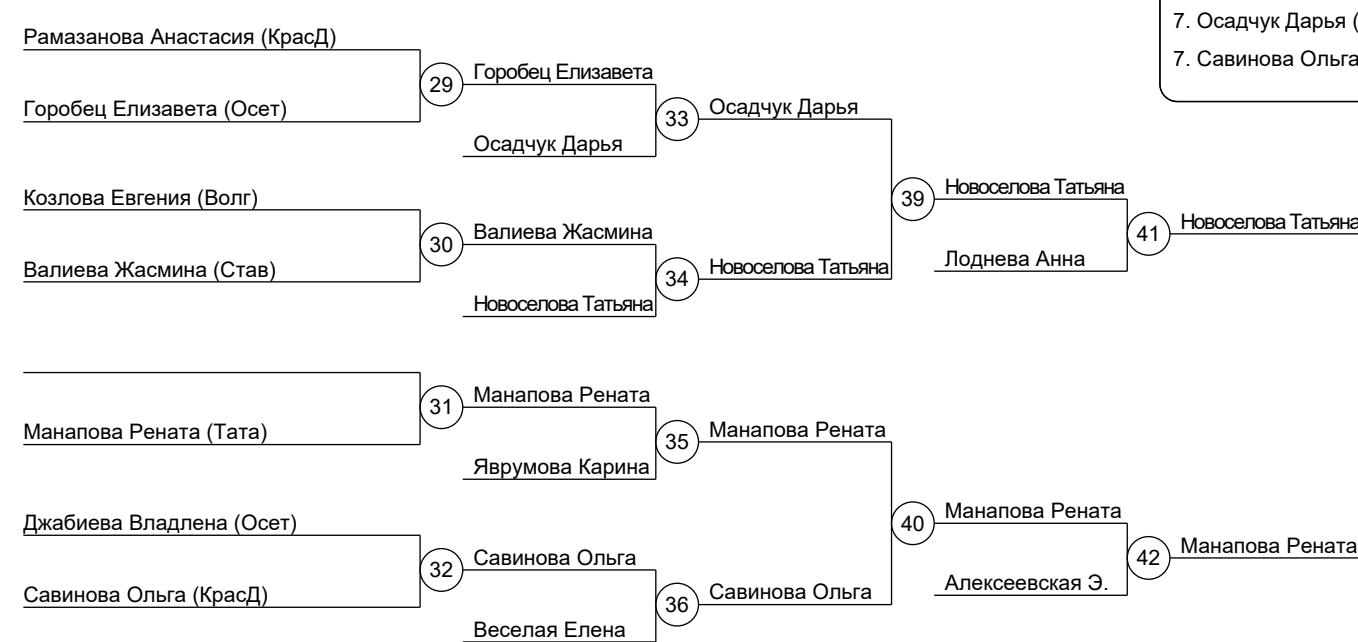 7. Осадчук Дарья (
7. Савинова Ольга
Рамазанова Анастасия (КрасД)
29
Горобец Елизавета
Горобец Елизавета (Осет)
33
Осадчук Дарья
Осадчук Дарья
Козлова Евгения (Волг)
39
Новоселова Татьяна
30
Валиева Жасмина
41
Новоселова Татьяна
Валиева Жасмина (Став)
34
Новоселова Татьяна
Лоднева Анна
Новоселова Татьяна
31
Манапова Рената
Манапова Рената (Тата)
35
Манапова Рената
Яврумова Карина
Джабиева Владлена (Осет)
40
Манапова Рената
32
Савинова Ольга
42
Манапова Рената
Савинова Ольга (КрасД)
36
Савинова Ольга
Алексеевская Э.
Веселая Елена